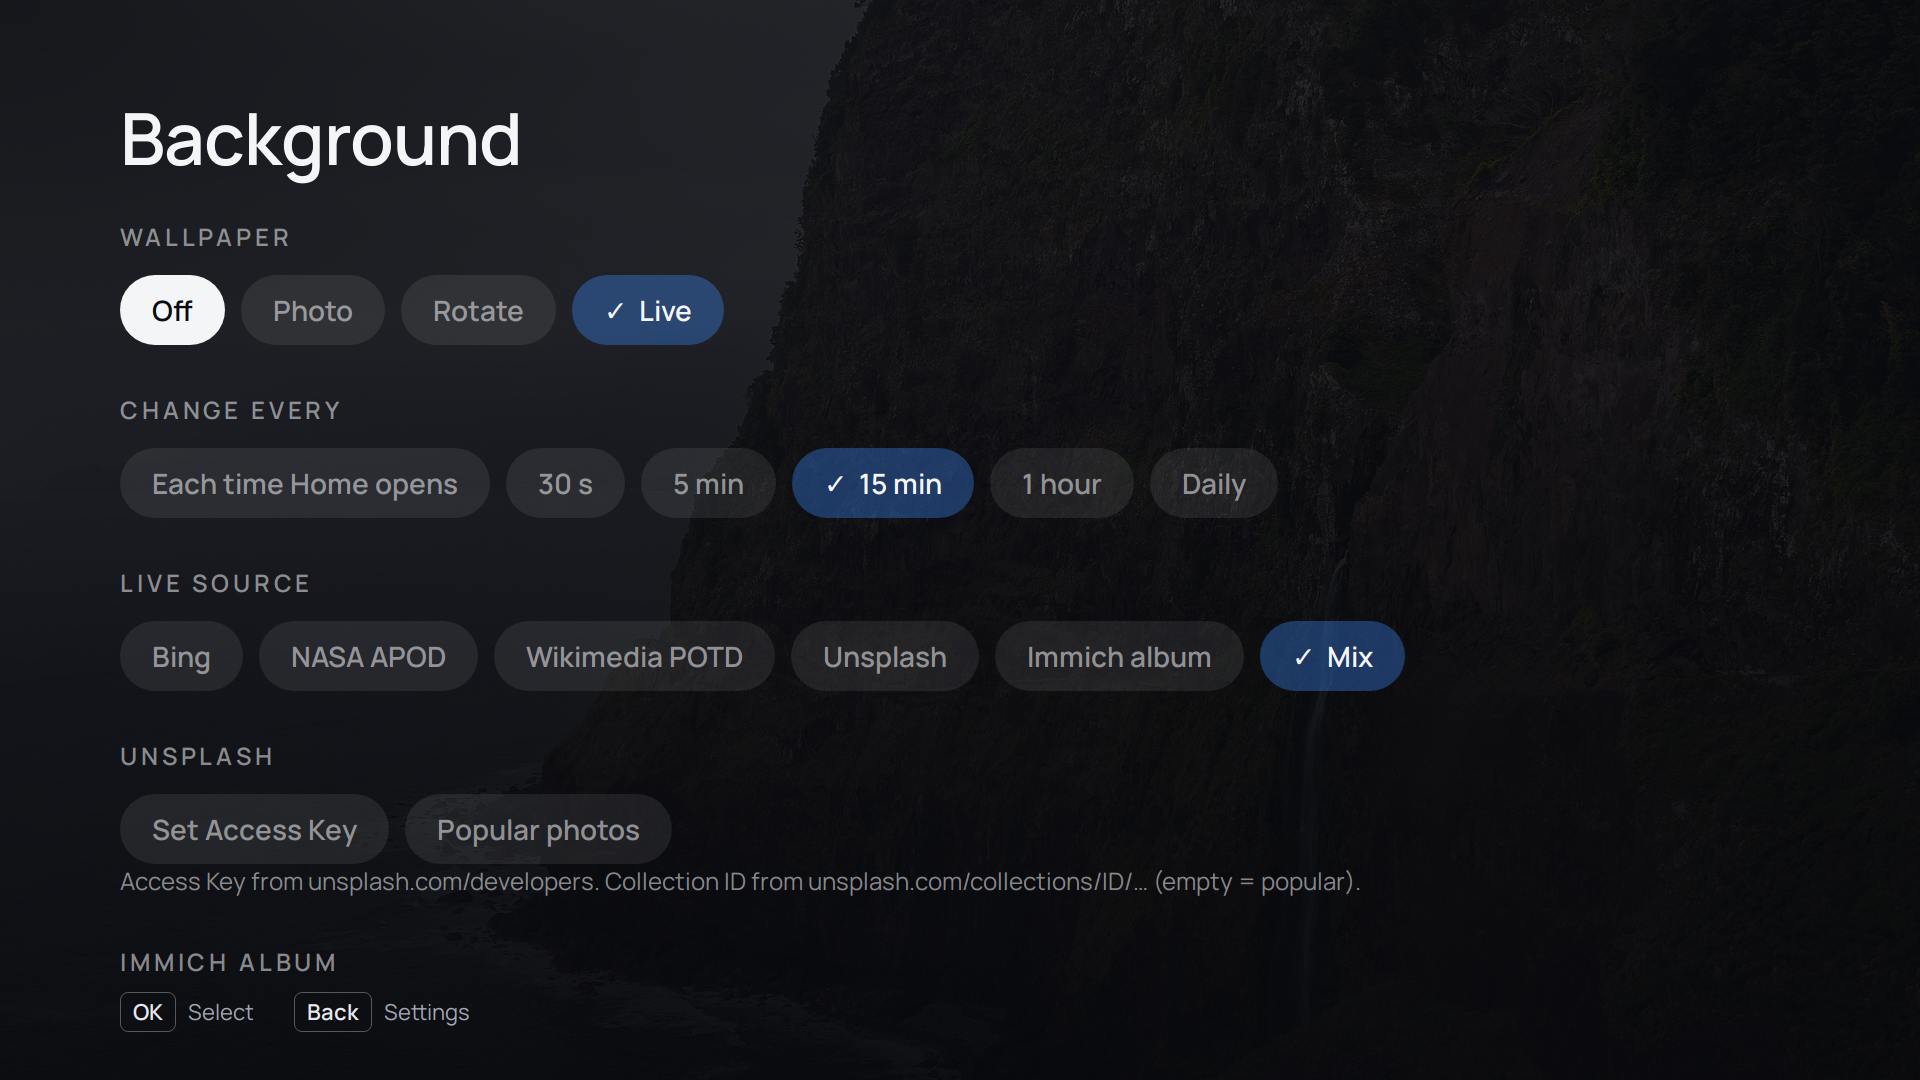 Background
WALLPAPER
Off Photo Rotate ✓ Live
CHANGE EVERY
Each time Home opens 30 s 5 min ✓ 15 min 1 hour Daily
LIVE SOURCE
Bing NASA APOD Wikimedia POTD Unsplash Immich album ✓ Mix
UNSPLASH
Set Access Key Popular photos
Access Key from unsplash.com/developers. Collection ID from unsplash.com/collections/ID/… (empty = popular).
IMMICH ALBUM
OK Select Back Settings